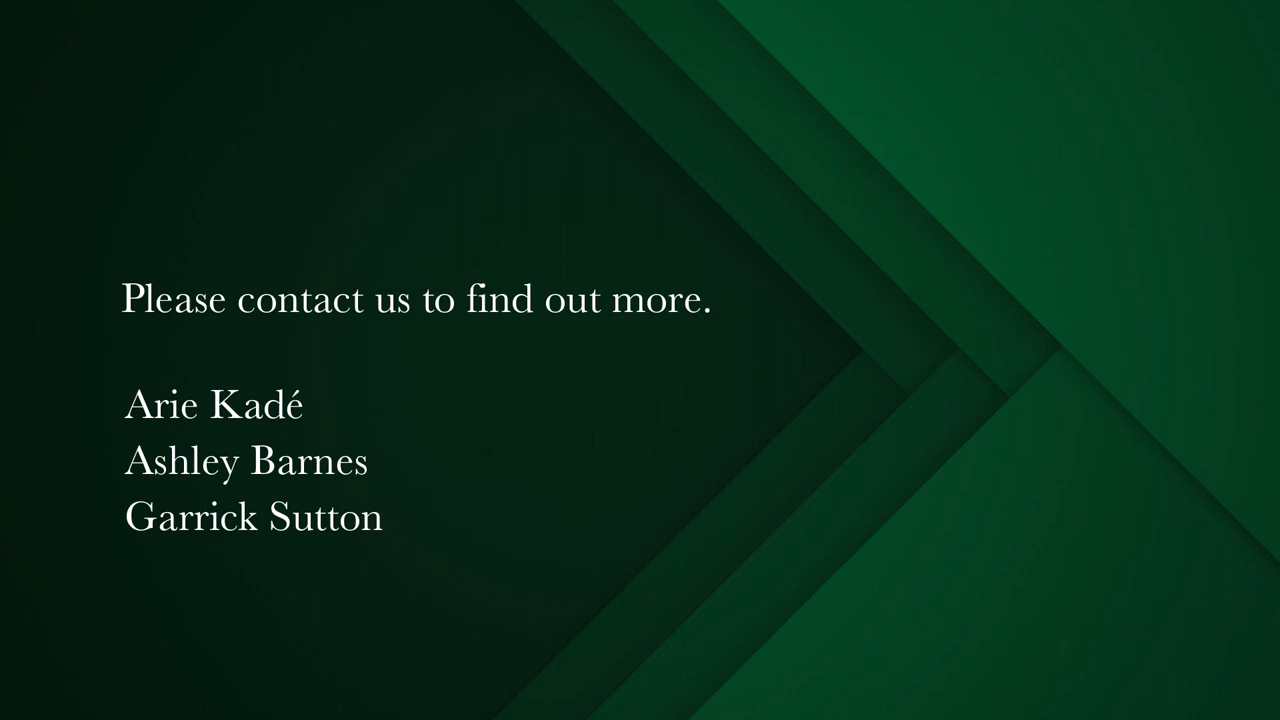 Please contact us to find out more.
Arie Kadé
Ashley Barnes
Garrick Sutton